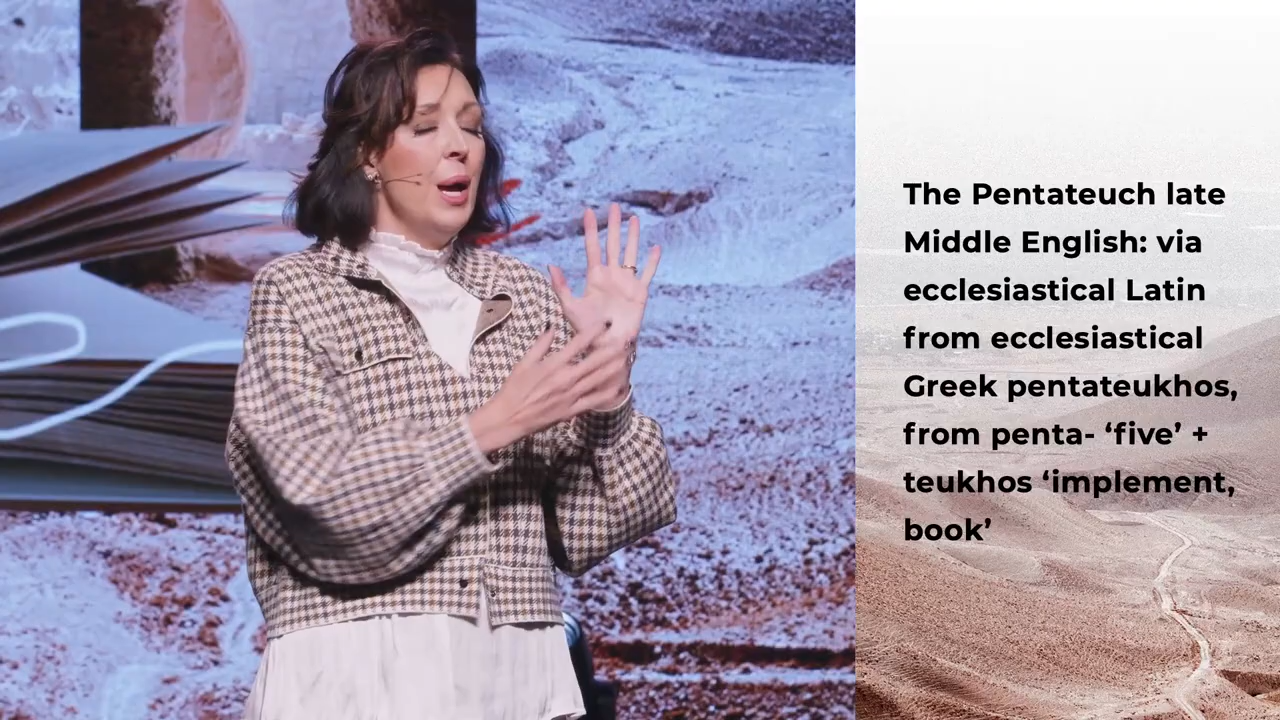 The Pentateuch late
Middle English: via
ecclesiastical Latin
from ecclesiastical
Greek pentateukhos,
from penta- ‘five’ +
teukhos ‘implement,
book’